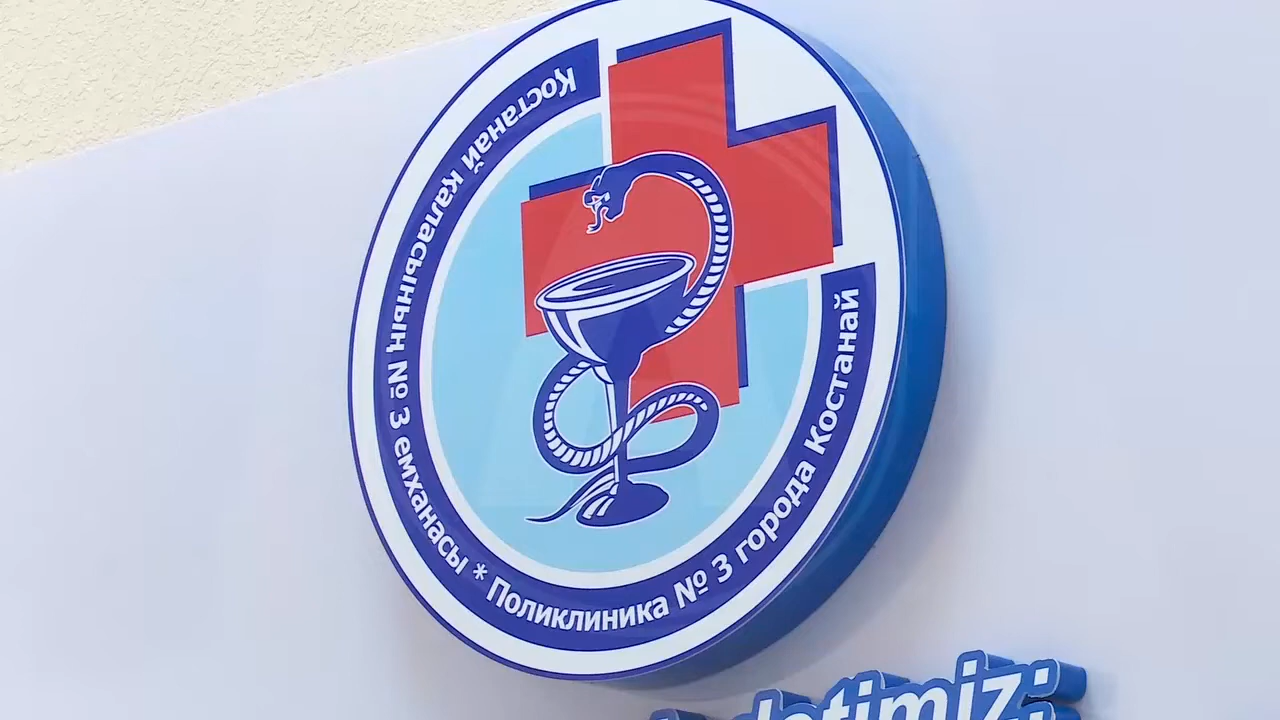 Қостанай қаласының № 3 емханасы * Поликлиника № 3 города Костанай